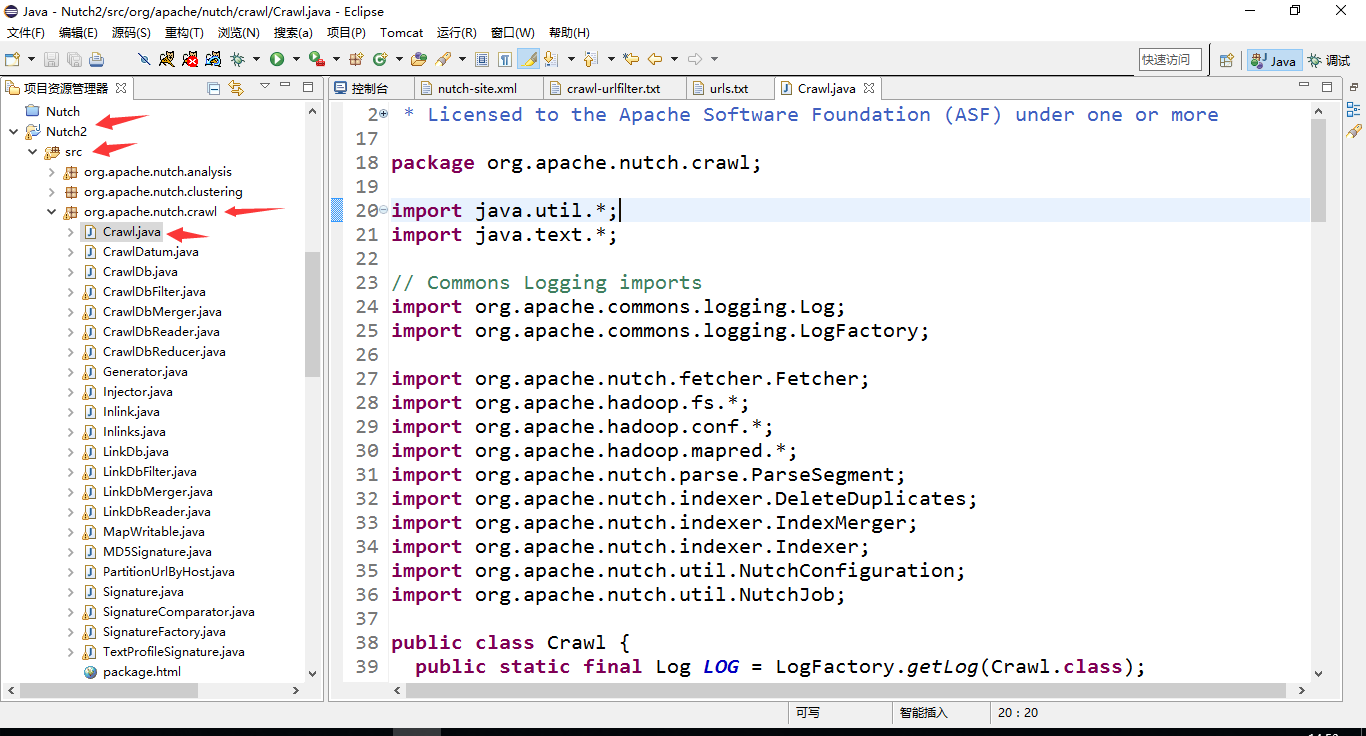 Java - Nutch2/src/org/apache/nutch/crawl/Crawl.java - Eclipse
文件(F) 编辑(E) 源码(S) 重构(T) 浏览(N) 搜索(a) 项目(P) Tomcat 运行(R) 窗口(W) 帮助(H)
快速访问 Java 调试
项目资源管理器
Nutch
Nutch2
src
org.apache.nutch.analysis
org.apache.nutch.clustering
org.apache.nutch.crawl
Crawl.java
CrawlDatum.java
CrawlDb.java
CrawlDbFilter.java
CrawlDbMerger.java
CrawlDbReader.java
CrawlDbReducer.java
Generator.java
Injector.java
Inlink.java
Inlinks.java
LinkDb.java
LinkDbFilter.java
LinkDbMerger.java
LinkDbReader.java
MapWritable.java
MD5Signature.java
PartitionUrlByHost.java
Signature.java
SignatureComparator.java
SignatureFactory.java
TextProfileSignature.java
package.html
控制台 nutch-site.xml crawl-urlfilter.txt urls.txt Crawl.java
2 * Licensed to the Apache Software Foundation (ASF) under one or more
17
18 package org.apache.nutch.crawl;
19
20 import java.util.*;
21 import java.text.*;
22
23 // Commons Logging imports
24 import org.apache.commons.logging.Log;
25 import org.apache.commons.logging.LogFactory;
26
27 import org.apache.nutch.fetcher.Fetcher;
28 import org.apache.hadoop.fs.*;
29 import org.apache.hadoop.conf.*;
30 import org.apache.hadoop.mapred.*;
31 import org.apache.nutch.parse.ParseSegment;
32 import org.apache.nutch.indexer.DeleteDuplicates;
33 import org.apache.nutch.indexer.IndexMerger;
34 import org.apache.nutch.indexer.Indexer;
35 import org.apache.nutch.util.NutchConfiguration;
36 import org.apache.nutch.util.NutchJob;
37
38 public class Crawl {
39 public static final Log LOG = LogFactory.getLog(Crawl.class);
可写 智能插入 20 : 20